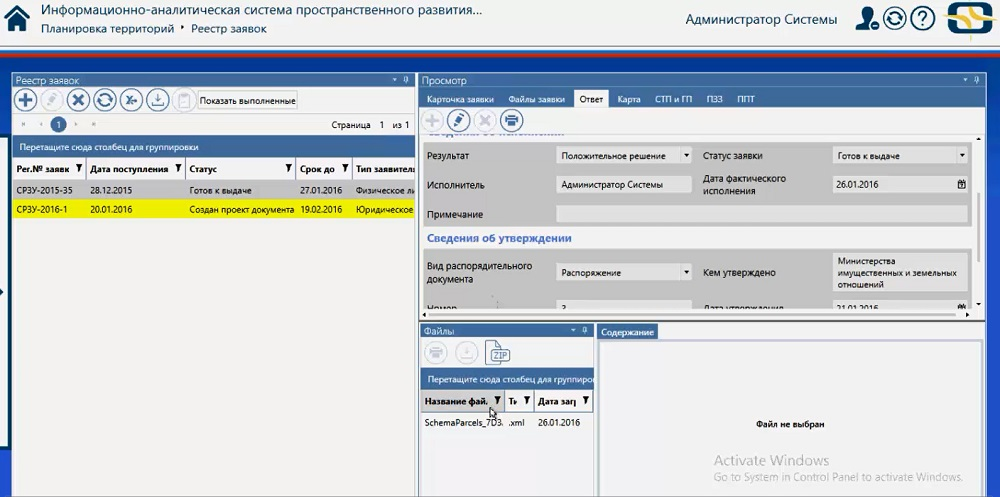 Информационно-аналитическая система пространственного развития...
Администратор Системы
Планировка территорий • Реестр заявок
Реестр заявок
Показать выполненные
1
Страница 1 из 1
Перетащите сюда столбец для группировки
Рег.№ заявк Дата поступления Статус Срок до Тип заявител
СРЗУ-2015-35 28.12.2015 Готов к выдаче 27.01.2016 Физическое ли
СРЗУ-2016-1 20.01.2016 Создан проект документа 19.02.2016 Юридическое
Просмотр
Карточка заявки Файлы заявки Ответ Карта СТП и ГП ПЗЗ ППТ
Результат Положительное решение Статус заявки Готов к выдаче
Исполнитель Администратор Системы Дата фактического исполнения 26.01.2016
Примечание
Сведения об утверждении
Вид распорядительного документа Распоряжение Кем утверждено Министерства имущественных и земельных отношений
Номер 2 Дата утверждения 21.01.2016
Файлы
ZIP
Перетащите сюда столбец для группиров
Название фай. Ти Дата загр
SchemaParcels_7D3. .xml 26.01.2016
Содержание
Файл не выбран
Activate Windows
Go to System in Control Panel to activate Windows.